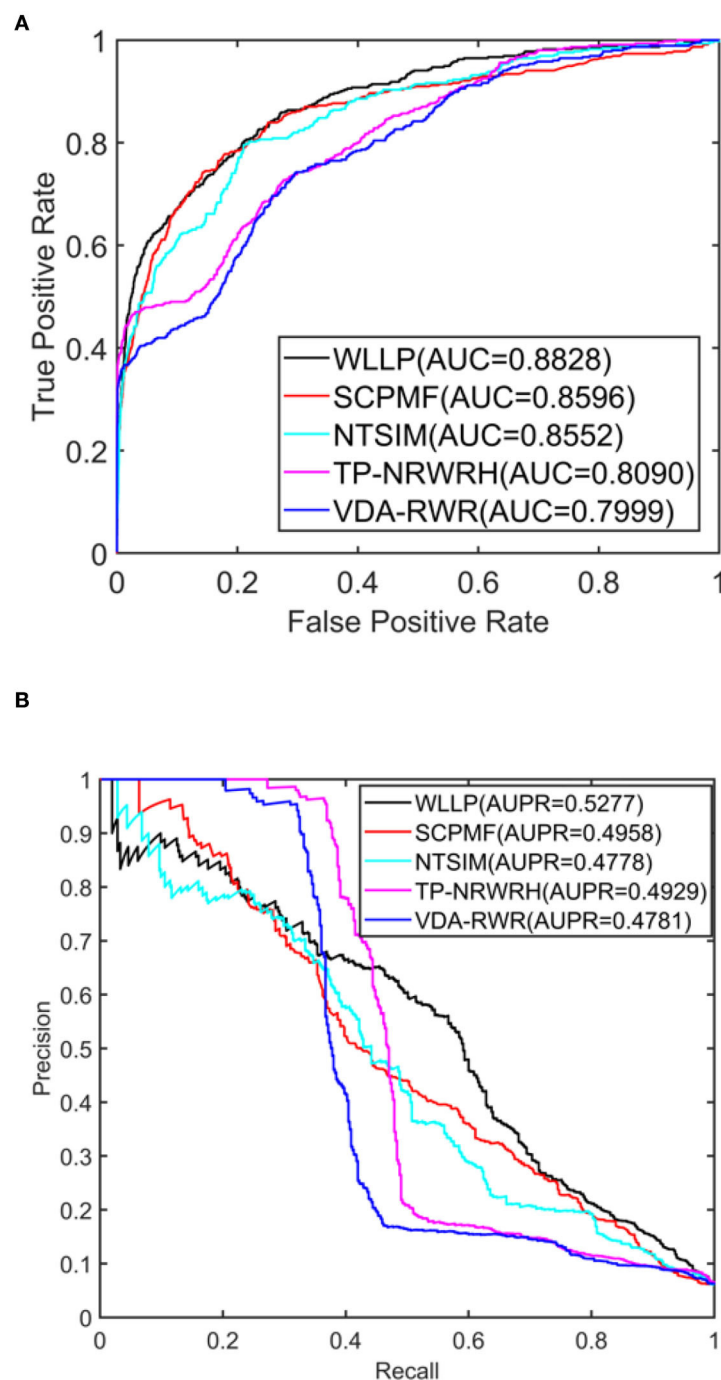 A
1
0.8
0.6
0.4
0.2
0
True Positive Rate
WLLP(AUC=0.8828)
SCPMF(AUC=0.8596)
NTSIM(AUC=0.8552)
TP-NRWRH(AUC=0.8090)
VDA-RWR(AUC=0.7999)
0 0.2 0.4 0.6 0.8 1
False Positive Rate
B
1
0.9
0.8
0.7
0.6
0.5
0.4
0.3
0.2
0.1
0
Precision
WLLP(AUPR=0.5277)
SCPMF(AUPR=0.4958)
NTSIM(AUPR=0.4778)
TP-NRWRH(AUPR=0.4929)
VDA-RWR(AUPR=0.4781)
0 0.2 0.4 0.6 0.8 1
Recall